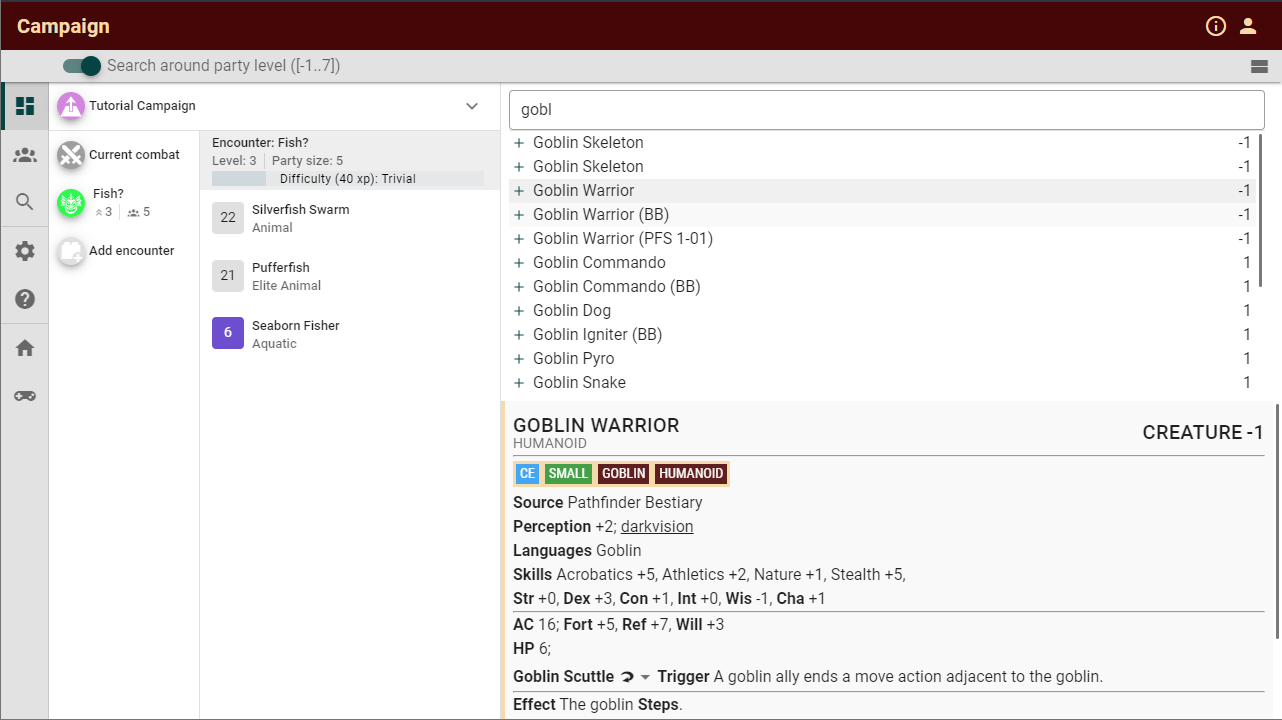 Campaign
Search around party level ([-1..7])
Tutorial Campaign
Current combat
Fish?
3 5
Add encounter
Encounter: Fish?
Level: 3 Party size: 5
Difficulty (40 xp): Trivial
22 Silverfish Swarm
Animal
21 Pufferfish
Elite Animal
6 Seaborn Fisher
Aquatic
gobl
+ Goblin Skeleton -1
+ Goblin Skeleton -1
+ Goblin Warrior -1
+ Goblin Warrior (BB) -1
+ Goblin Warrior (PFS 1-01) -1
+ Goblin Commando 1
+ Goblin Commando (BB) 1
+ Goblin Dog 1
+ Goblin Igniter (BB) 1
+ Goblin Pyro 1
+ Goblin Snake 1
GOBLIN WARRIOR CREATURE -1
HUMANOID
CE SMALL GOBLIN HUMANOID
Source Pathfinder Bestiary
Perception +2; darkvision
Languages Goblin
Skills Acrobatics +5, Athletics +2, Nature +1, Stealth +5,
Str +0, Dex +3, Con +1, Int +0, Wis -1, Cha +1
AC 16; Fort +5, Ref +7, Will +3
HP 6;
Goblin Scuttle Trigger A goblin ally ends a move action adjacent to the goblin.
Effect The goblin Steps.